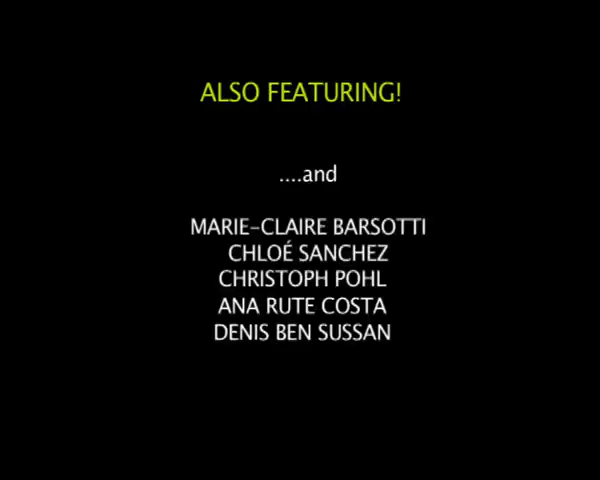 ALSO FEATURING!
....and
MARIE-CLAIRE BARSOTTI
CHLOÉ SANCHEZ
CHRISTOPH POHL
ANA RUTE COSTA
DENIS BEN SUSSAN